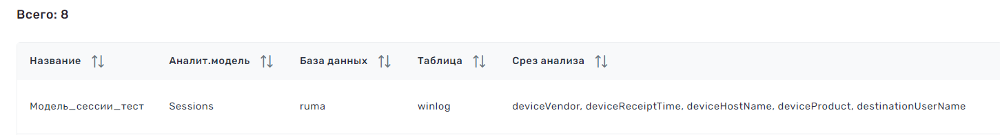 Всего: 8
Название Аналит.модель База данных Таблица Срез анализа
Модель_сессии_тест Sessions ruma winlog deviceVendor, deviceReceiptTime, deviceHostName, deviceProduct, destinationUserName